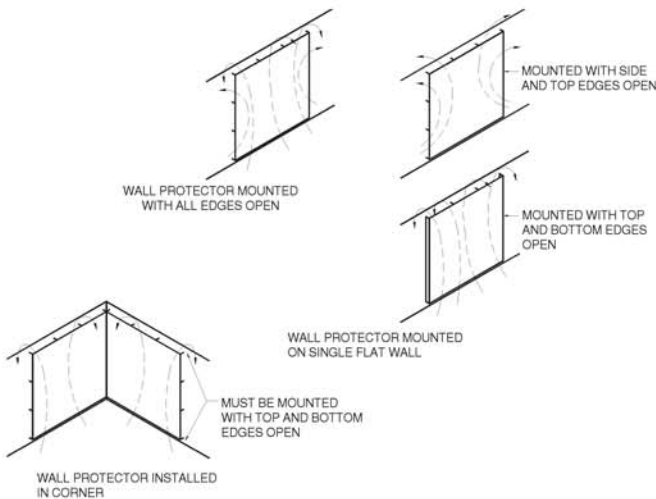 MOUNTED WITH SIDE
AND TOP EDGES OPEN
WALL PROTECTOR MOUNTED
WITH ALL EDGES OPEN
MOUNTED WITH TOP
AND BOTTOM EDGES
OPEN
WALL PROTECTOR MOUNTED
ON SINGLE FLAT WALL
MUST BE MOUNTED
WITH TOP AND BOTTOM
EDGES OPEN
WALL PROTECTOR INSTALLED
IN CORNER